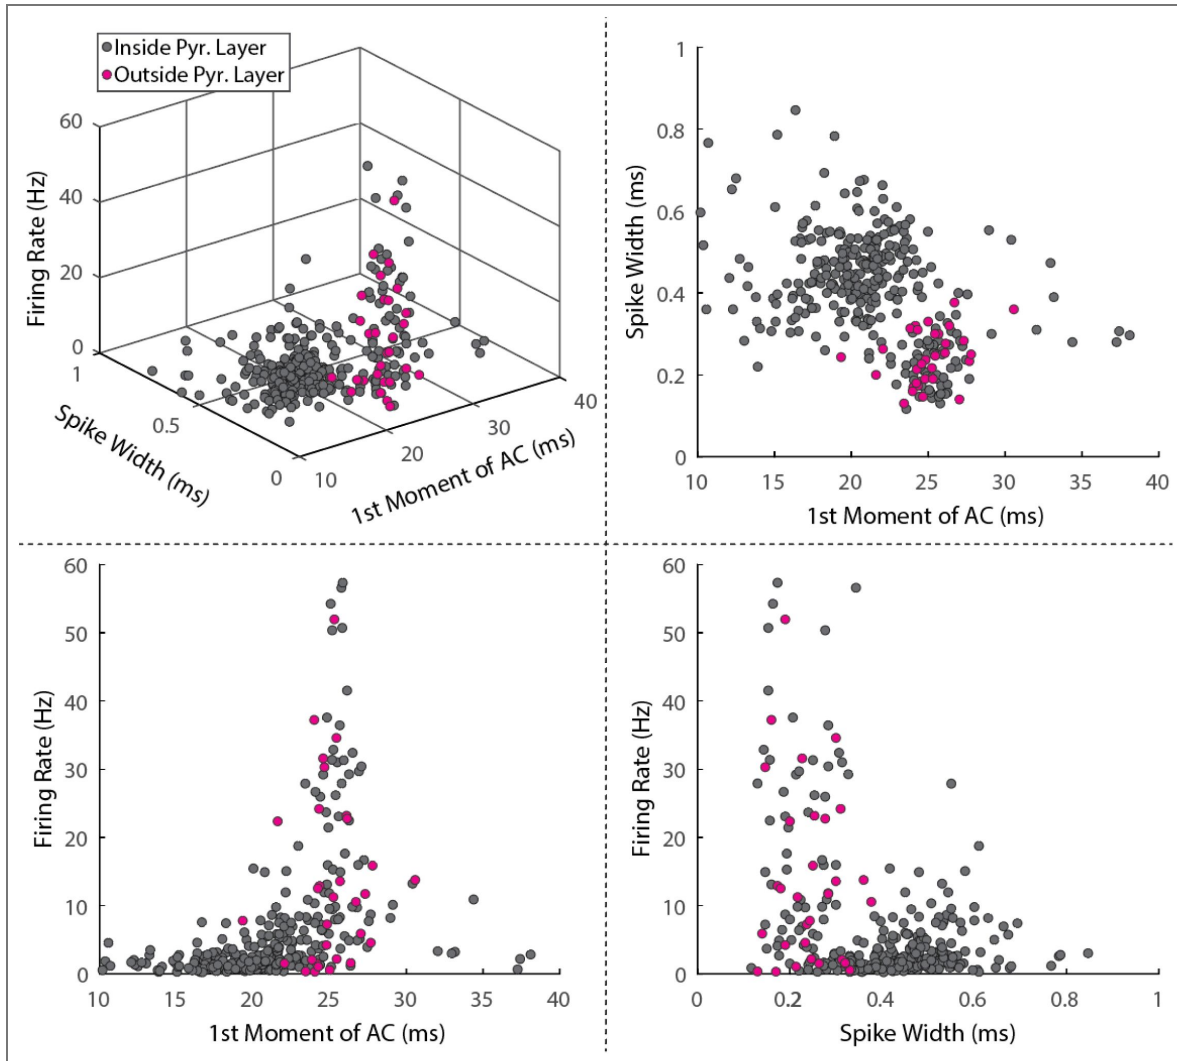 Inside Pyr. Layer
Outside Pyr. Layer
60
40
20
0
Firing Rate (Hz)
1
0.5
0
Spike Width (ms)
10
20
30
40
1st Moment of AC (ms)
1
0.8
0.6
0.4
0.2
0
Spike Width (ms)
10 15 20 25 30 35 40
1st Moment of AC (ms)
60
50
40
30
20
10
0
Firing Rate (Hz)
10 15 20 25 30 35 40
1st Moment of AC (ms)
60
50
40
30
20
10
0
Firing Rate (Hz)
0 0.2 0.4 0.6 0.8 1
Spike Width (ms)